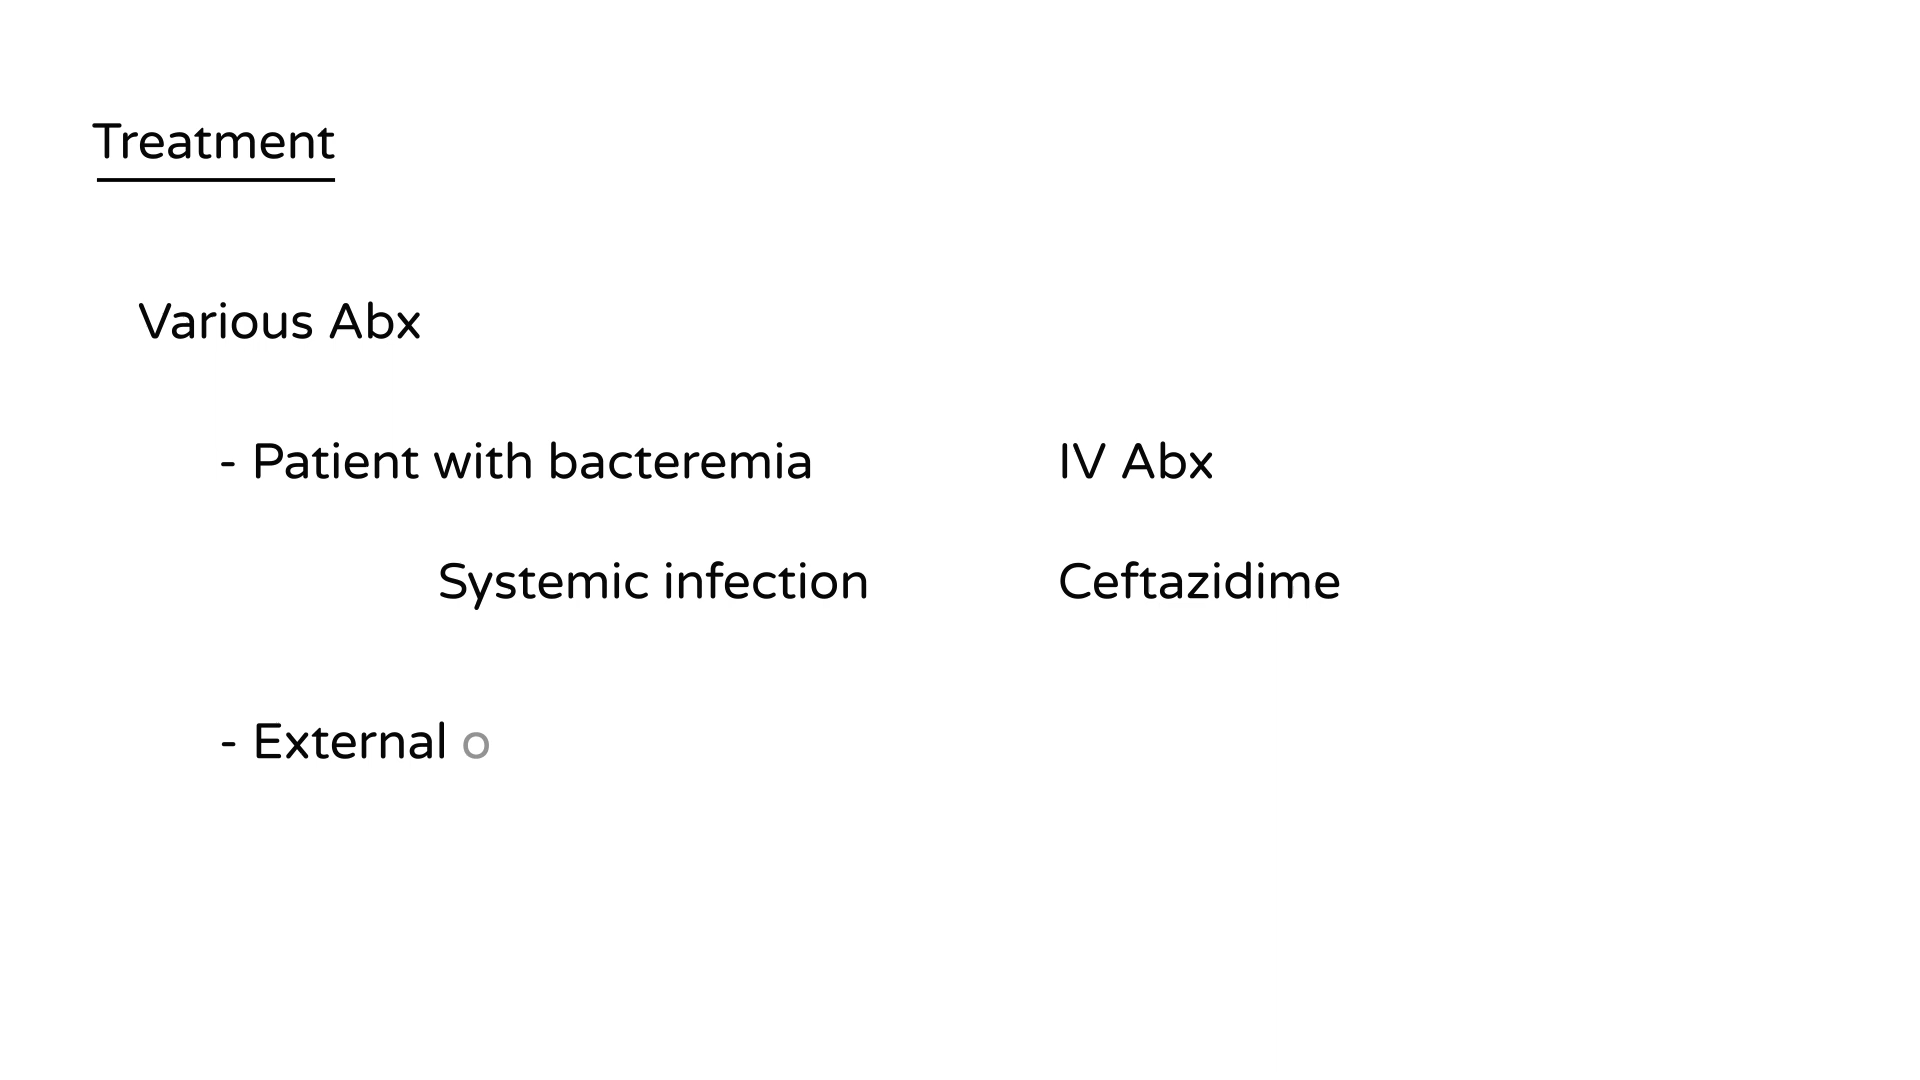 Treatment
Various Abx
- Patient with bacteremia IV Abx
Systemic infection Ceftazidime
- External o